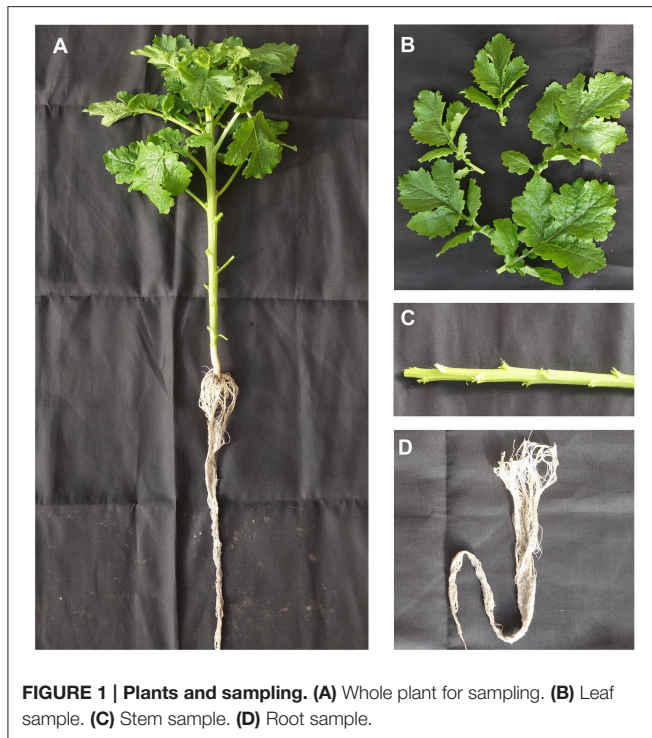 A
B
C
D
FIGURE 1 | Plants and sampling. (A) Whole plant for sampling. (B) Leaf
sample. (C) Stem sample. (D) Root sample.